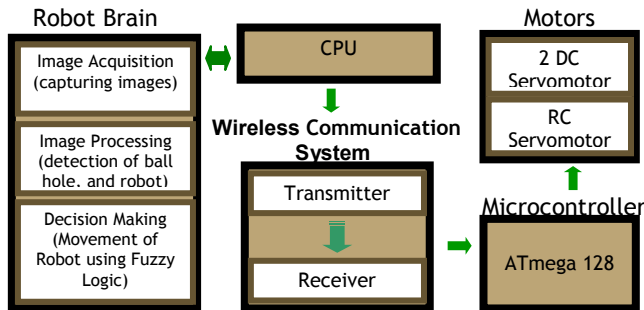 Robot Brain
Image Acquisition
(capturing images)
Image Processing
(detection of ball
hole, and robot)
Decision Making
(Movement of
Robot using Fuzzy
Logic)
CPU
Wireless Communication
System
Transmitter
Receiver
Motors
2 DC
Servomotor
RC
Servomotor
Microcontroller
ATmega 128